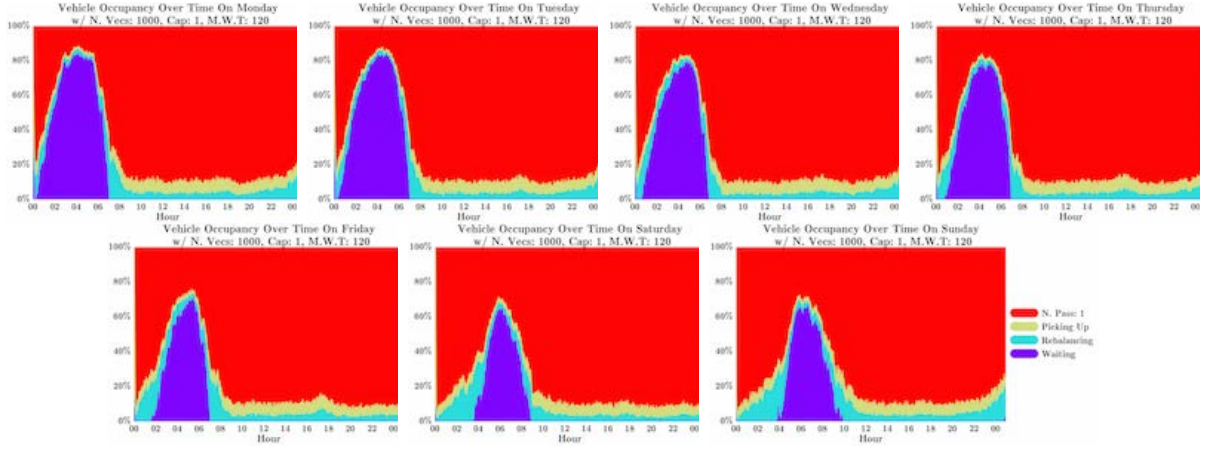 Vehicle Occupancy Over Time On Monday
w/ N. Vecs: 1000, Cap: 1, M.W.T: 120
100%
80%
60%
40%
20%
0%
00 02 04 06 08 10 12 14 16 18 20 22 00
Hour
Vehicle Occupancy Over Time On Tuesday
w/ N. Vecs: 1000, Cap: 1, M.W.T: 120
100%
80%
60%
40%
20%
0%
00 02 04 06 08 10 12 14 16 18 20 22 00
Hour
Vehicle Occupancy Over Time On Wednesday
w/ N. Vecs: 1000, Cap: 1, M.W.T: 120
100%
80%
60%
40%
20%
0%
00 02 04 06 08 10 12 14 16 18 20 22 00
Hour
Vehicle Occupancy Over Time On Thursday
w/ N. Vecs: 1000, Cap: 1, M.W.T: 120
100%
80%
60%
40%
20%
0%
00 02 04 06 08 10 12 14 16 18 20 22 00
Hour
Vehicle Occupancy Over Time On Friday
w/ N. Vecs: 1000, Cap: 1, M.W.T: 120
100%
80%
60%
40%
20%
0%
00 02 04 06 08 10 12 14 16 18 20 22 00
Hour
Vehicle Occupancy Over Time On Saturday
w/ N. Vecs: 1000, Cap: 1, M.W.T: 120
100%
80%
60%
40%
20%
0%
00 02 04 06 08 10 12 14 16 18 20 22 00
Hour
Vehicle Occupancy Over Time On Sunday
w/ N. Vecs: 1000, Cap: 1, M.W.T: 120
100%
80%
60%
40%
20%
0%
00 02 04 06 08 10 12 14 16 18 20 22 00
Hour
N. Pass: 1
Picking Up
Rebalancing
Waiting